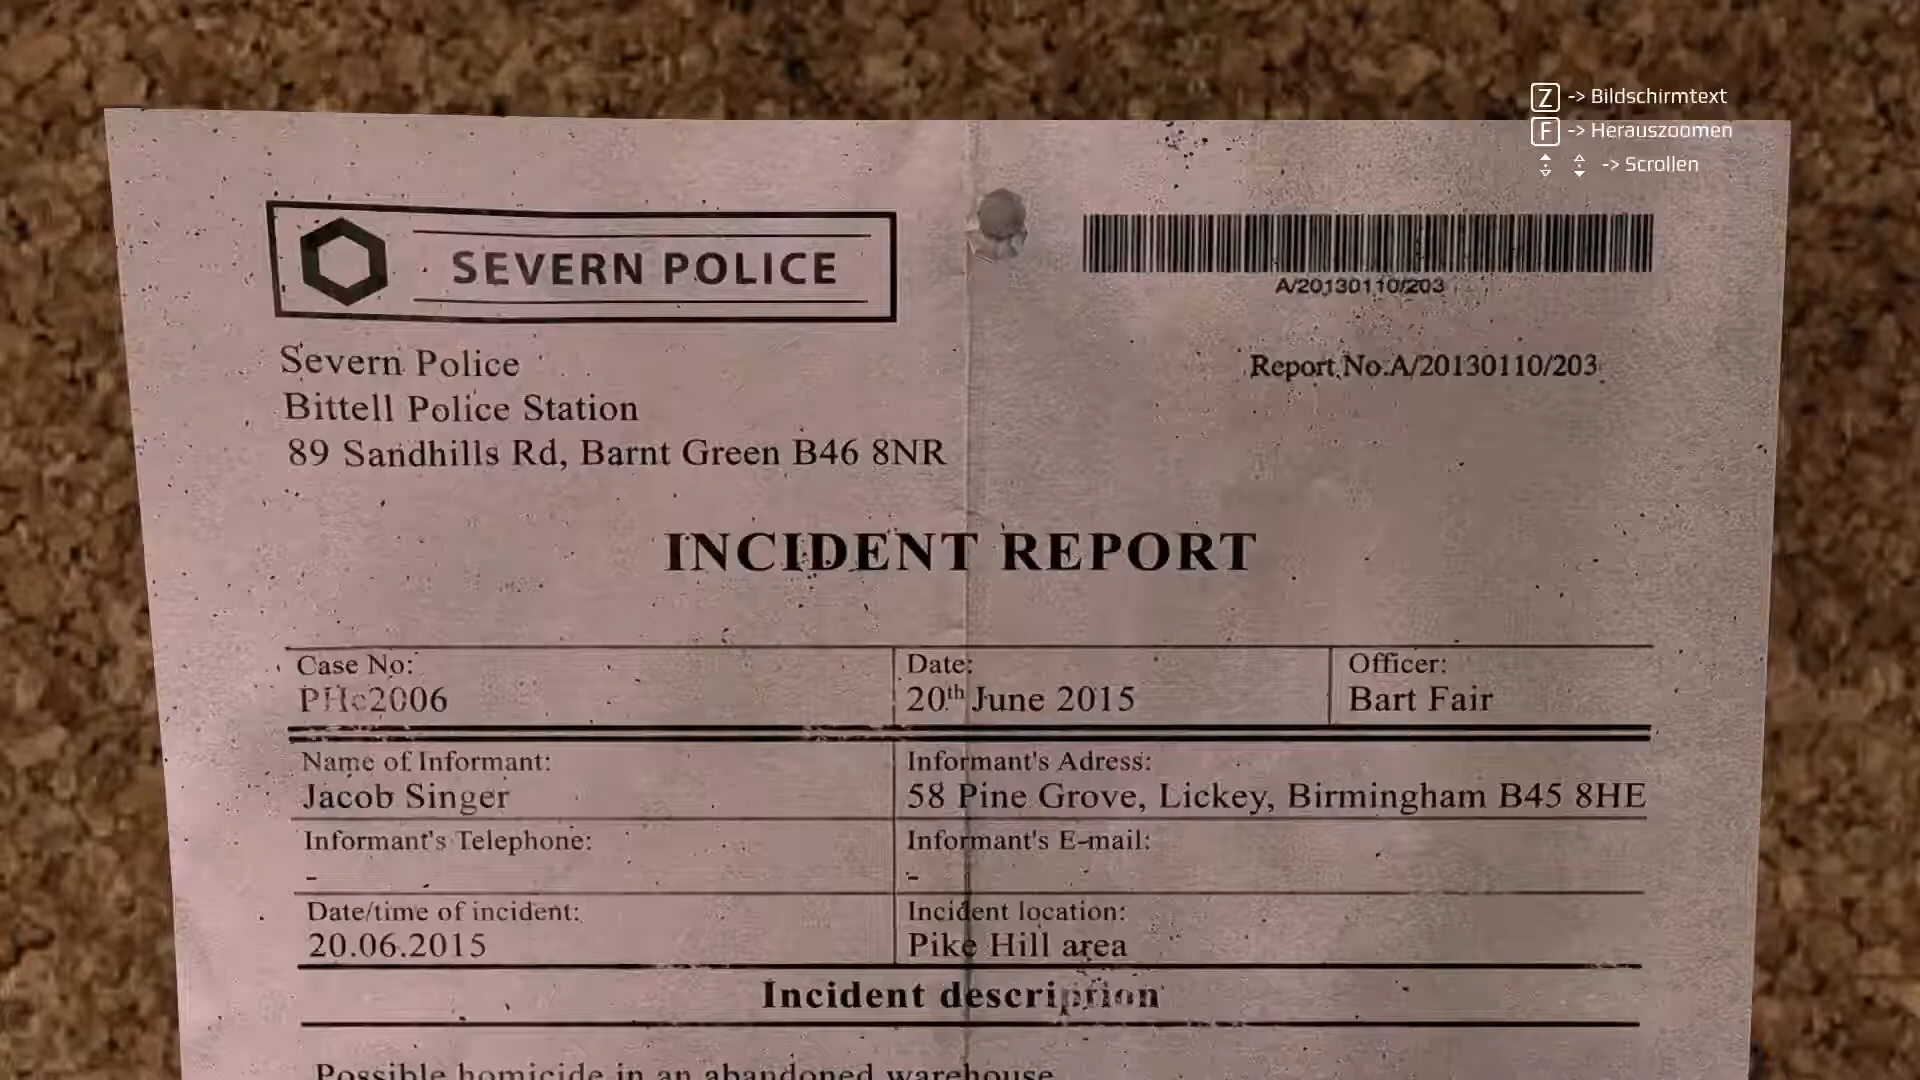 Z -> Bildschirmtext
F -> Herauszoomen
-> Scrollen
SEVERN POLICE
A/20130110/203
Severn Police
Bittell Police Station
89 Sandhills Rd, Barnt Green B46 8NR
Report No:A/20130110/203
INCIDENT REPORT
Case No:
PHc2006
Date:
20th June 2015
Officer:
Bart Fair
Name of Informant:
Jacob Singer
Informant's Adress:
58 Pine Grove, Lickey, Birmingham B45 8HE
Informant's Telephone:
-
Informant's E-mail:
-
Date/time of incident:
20.06.2015
Incident location:
Pike Hill area
Incident description
Possible homicide in an abandoned warehouse